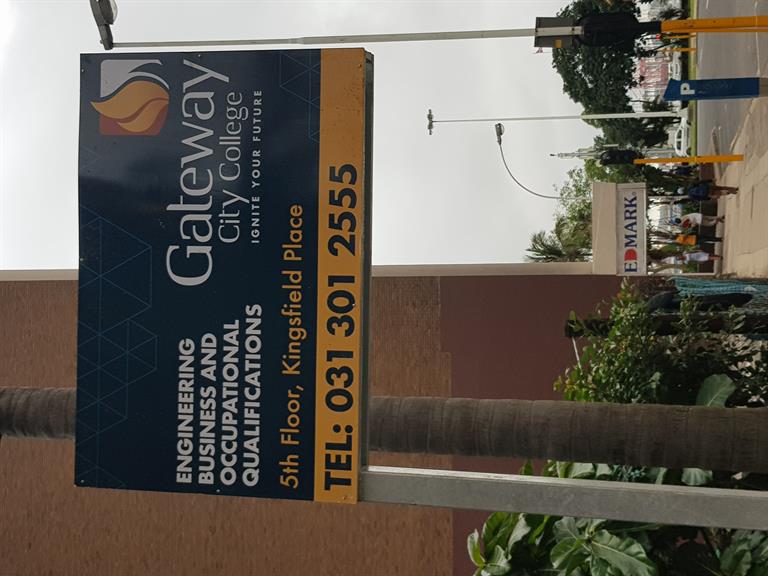 Gateway
City College
IGNITE YOUR FUTURE
ENGINEERING
BUSINESS AND
OCCUPATIONAL
QUALIFICATIONS
5th Floor, Kingsfield Place
TEL: 031 301 2555
EDMARK
P